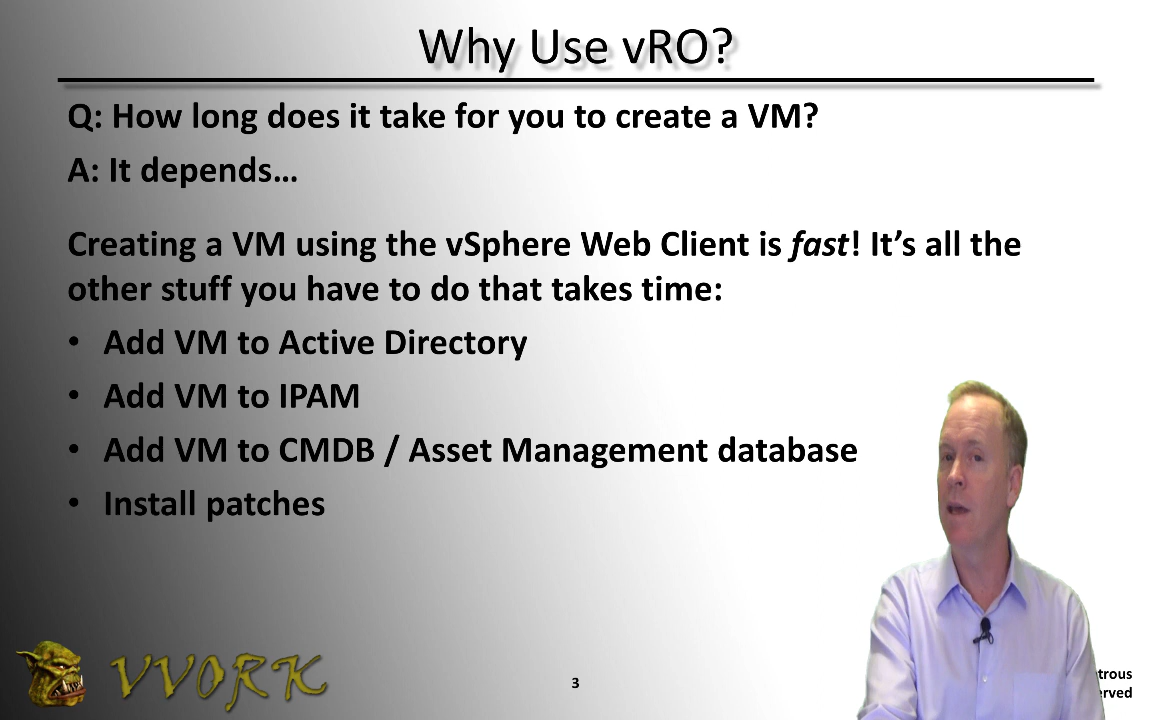 Why Use vRO?
Q: How long does it take for you to create a VM?
A: It depends…
Creating a VM using the vSphere Web Client is fast! It’s all the
other stuff you have to do that takes time:
• Add VM to Active Directory
• Add VM to IPAM
• Add VM to CMDB / Asset Management database
• Install patches
VVORK
3